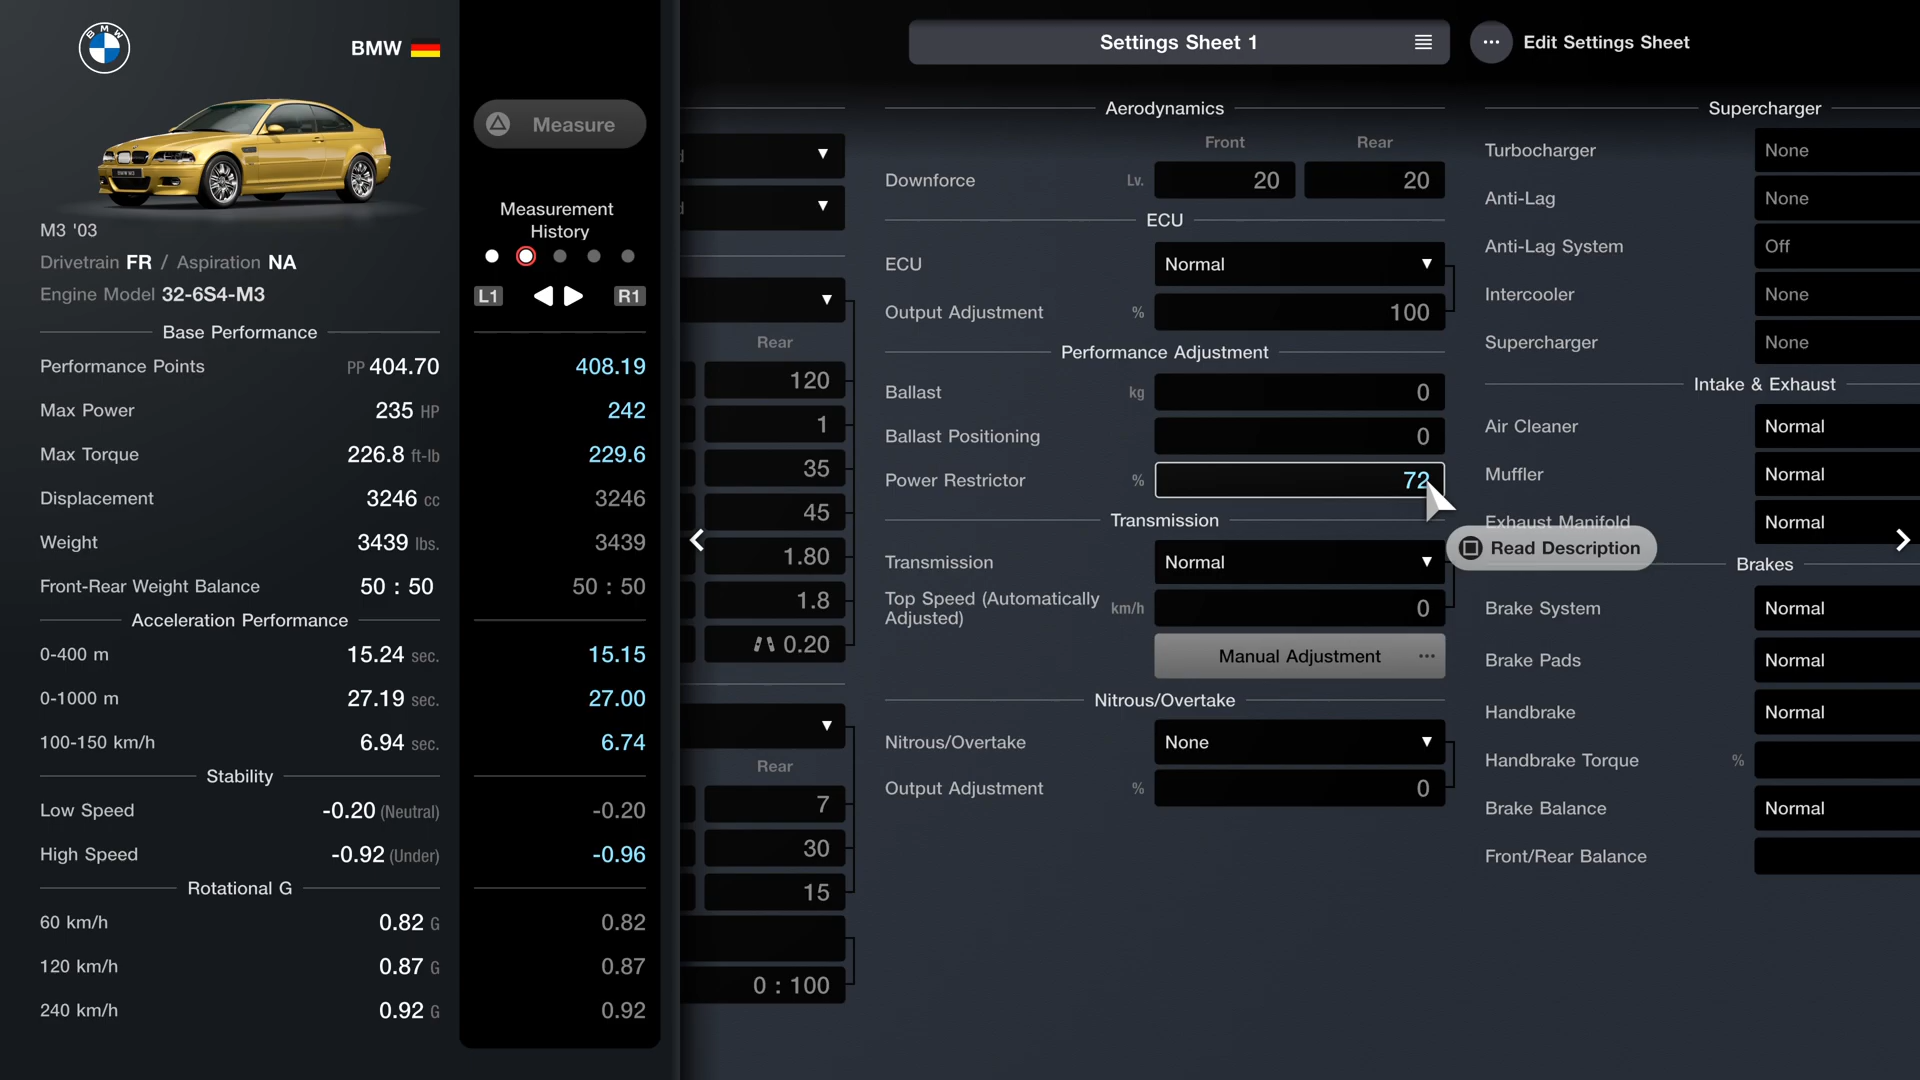 BMW
BMW
M3 '03
Drivetrain FR / Aspiration NA
Engine Model 32-6S4-M3
Base Performance
Performance Points PP 404.70
Max Power 235 HP
Max Torque 226.8 ft-lb
Displacement 3246 cc
Weight 3439 lbs.
Front-Rear Weight Balance 50 : 50
Acceleration Performance
0-400 m 15.24 sec.
0-1000 m 27.19 sec.
100-150 km/h 6.94 sec.
Stability
Low Speed -0.20 (Neutral)
High Speed -0.92 (Under)
Rotational G
60 km/h 0.82 G
120 km/h 0.87 G
240 km/h 0.92 G
Measure
Measurement
History
L1 R1
408.19
242
229.6
3246
3439
50 : 50
15.15
27.00
6.74
-0.20
-0.96
0.82
0.87
0.92
Settings Sheet 1
Edit Settings Sheet
Rear
120
1
35
45
1.80
1.8
0.20
Rear
7
30
15
0 : 100
Aerodynamics
Front Rear
Downforce Lv. 20 20
ECU
ECU Normal
Output Adjustment % 100
Performance Adjustment
Ballast kg 0
Ballast Positioning 0
Power Restrictor % 72
Transmission
Transmission Normal
Top Speed (Automatically
Adjusted) km/h 0
Manual Adjustment
Nitrous/Overtake
Nitrous/Overtake None
Output Adjustment % 0
Supercharger
Turbocharger None
Anti-Lag None
Anti-Lag System Off
Intercooler None
Supercharger None
Intake & Exhaust
Air Cleaner Normal
Muffler Normal
Exhaust Manifold Normal
Read Description
Brakes
Brake System Normal
Brake Pads Normal
Handbrake Normal
Handbrake Torque %
Brake Balance Normal
Front/Rear Balance